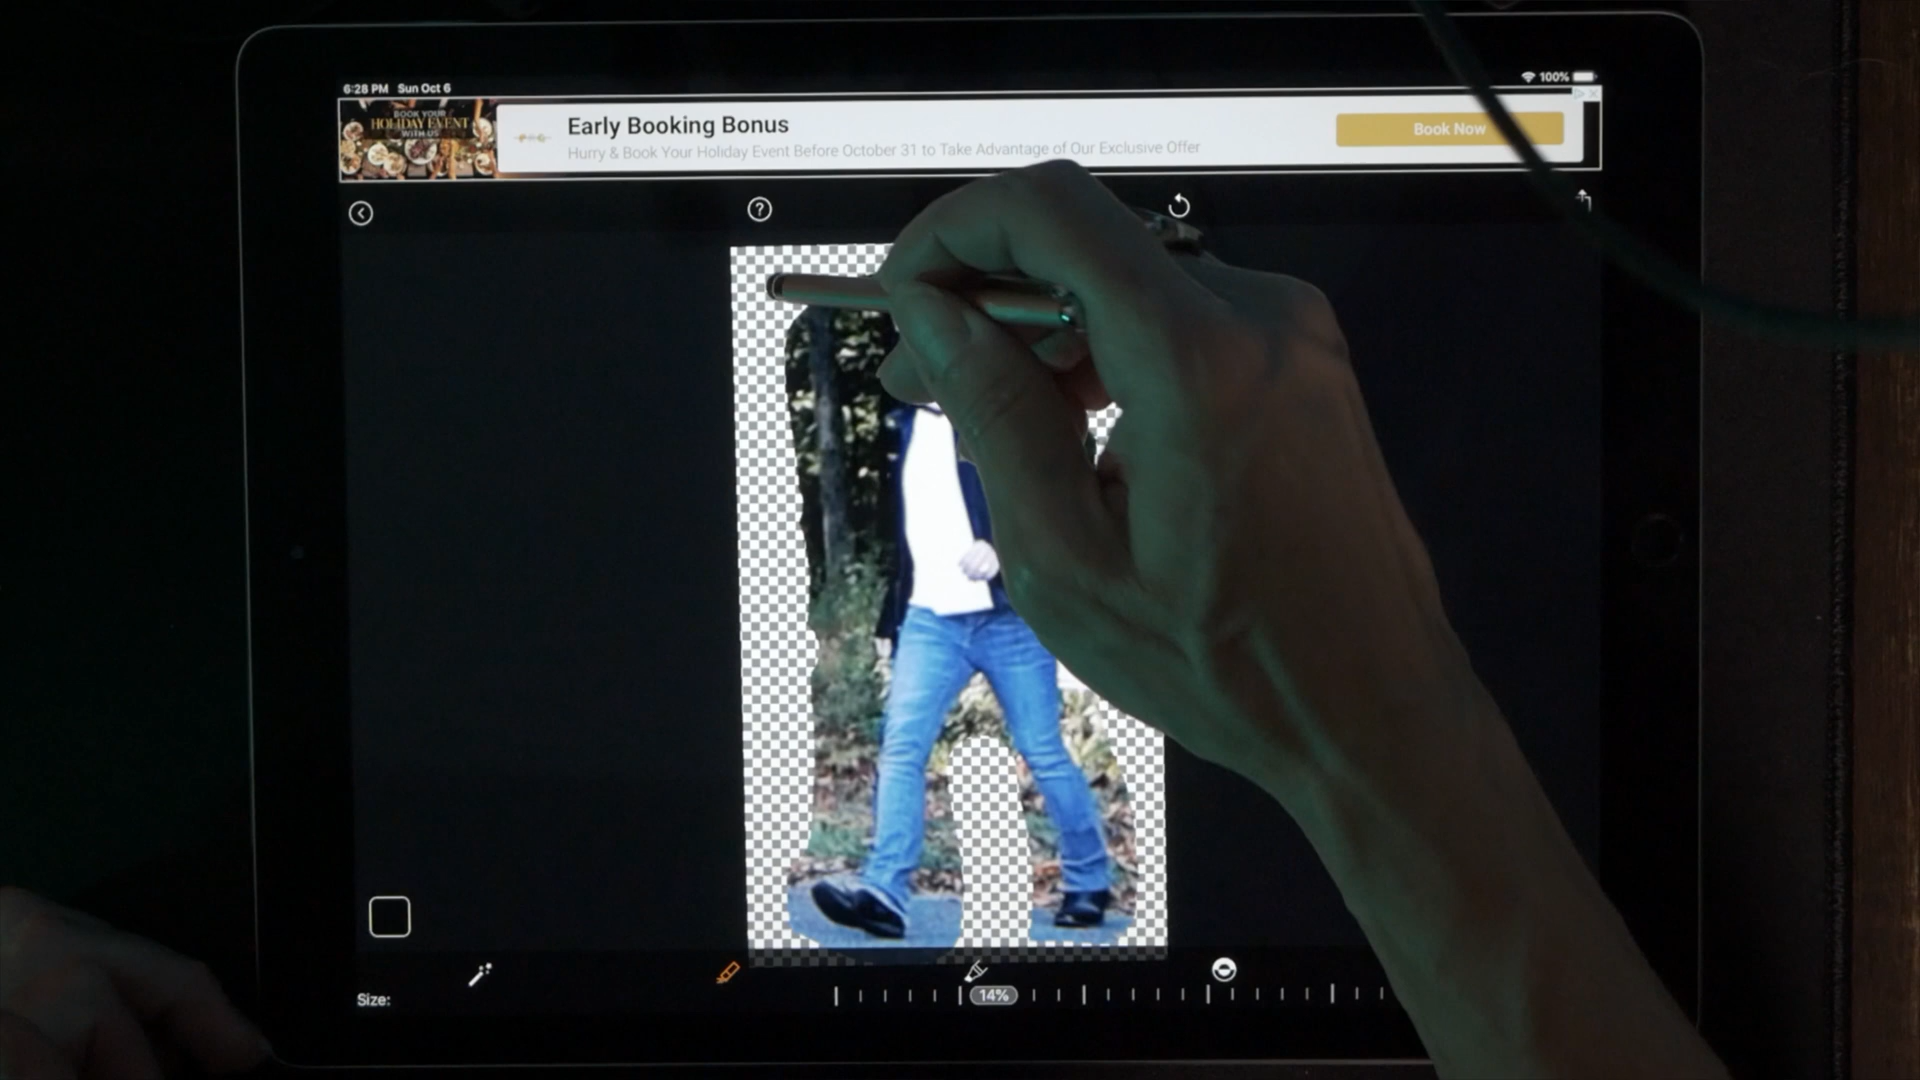 6:28 PM Sun Oct 6
100%
BOOK YOUR
HOLIDAY EVENT
WITH US
Early Booking Bonus
Hurry & Book Your Holiday Event Before October 31 to Take Advantage of Our Exclusive Offer
Book Now
?
Size:
14%